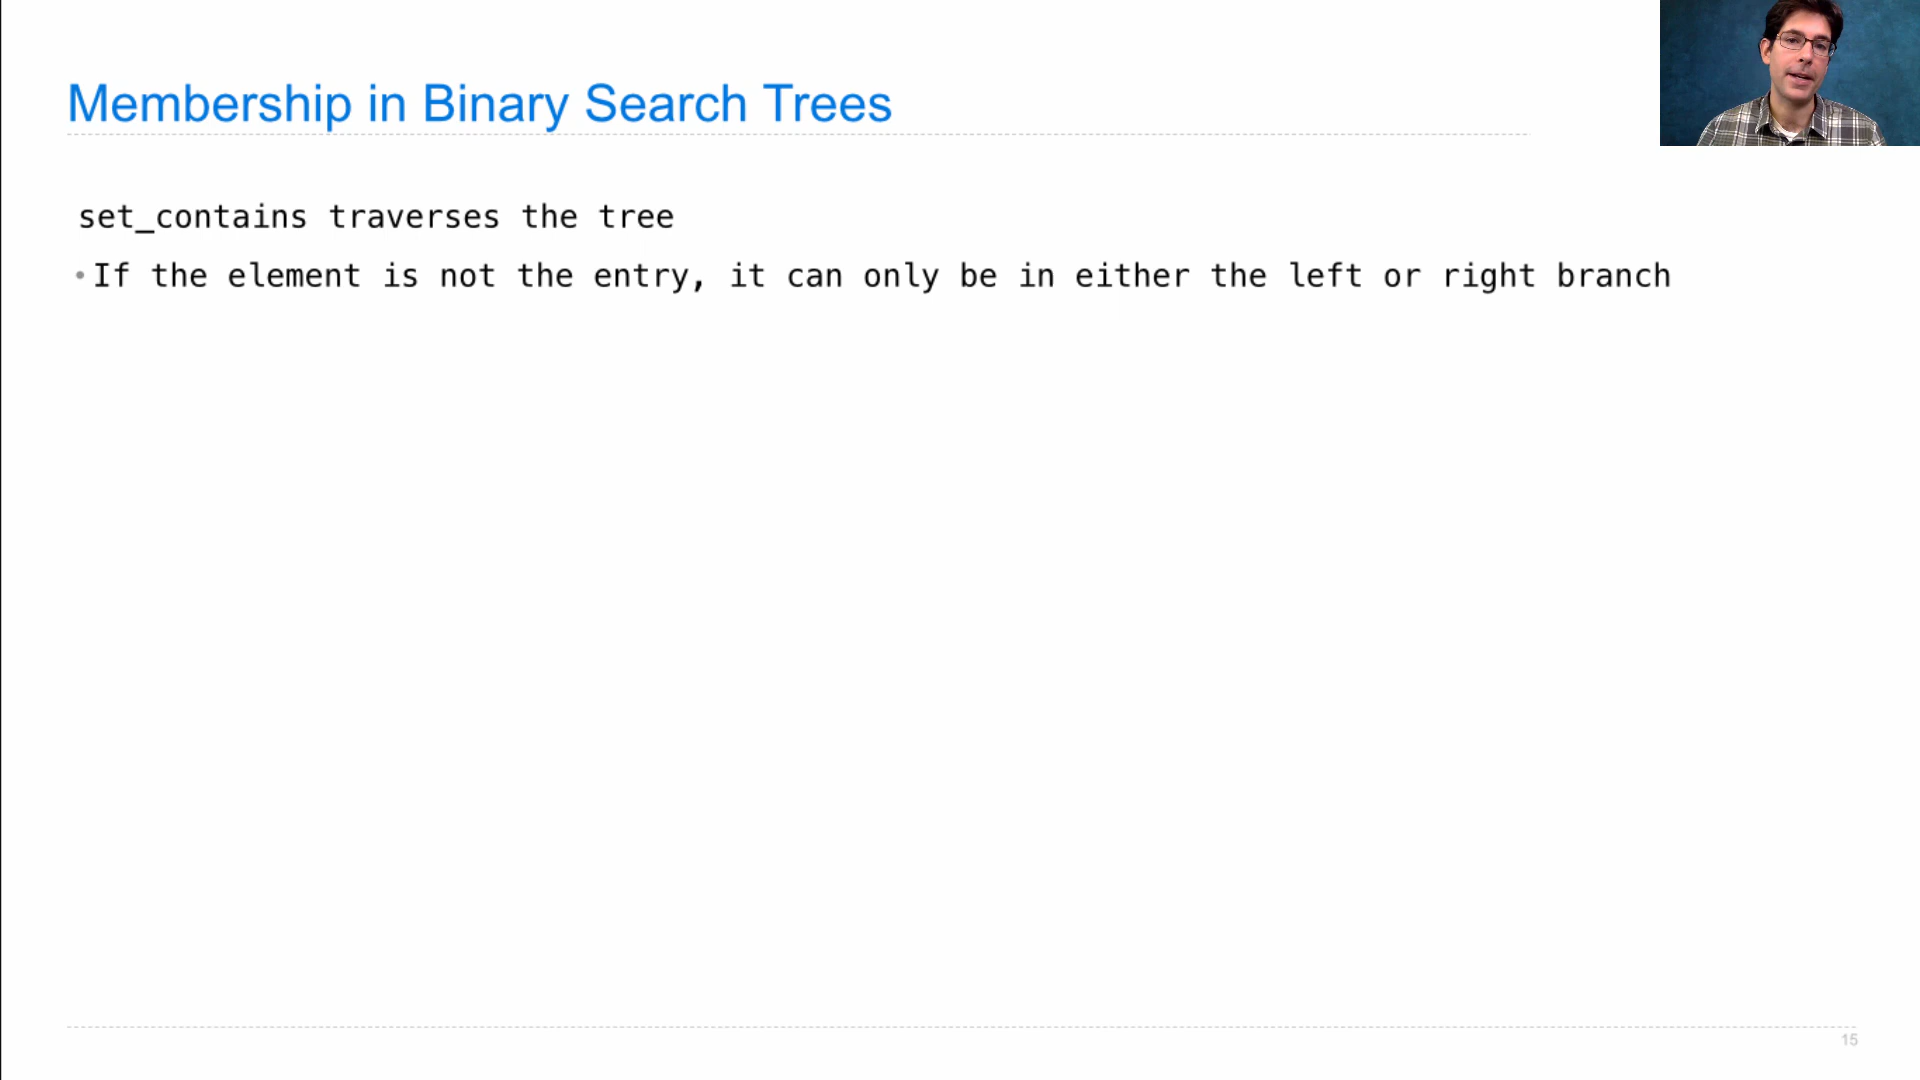 Membership in Binary Search Trees
set_contains traverses the tree
•If the element is not the entry, it can only be in either the left or right branch
15